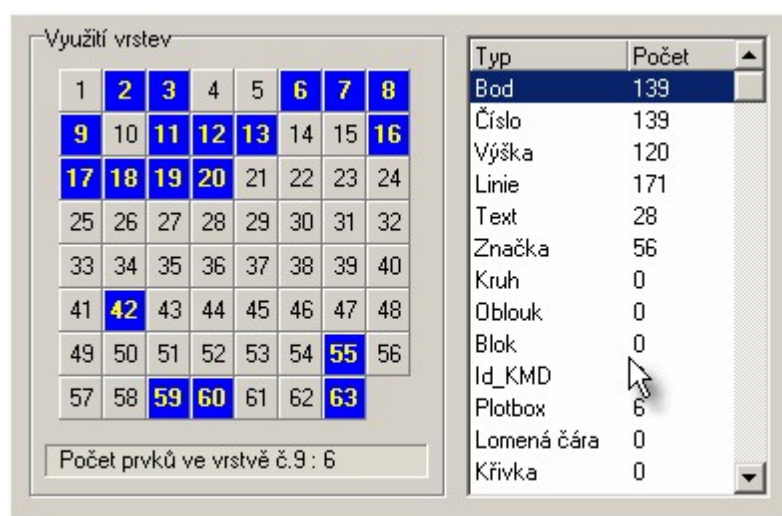 Využití vrstev
1 2 3 4 5 6 7 8
9 10 11 12 13 14 15 16
17 18 19 20 21 22 23 24
25 26 27 28 29 30 31 32
33 34 35 36 37 38 39 40
41 42 43 44 45 46 47 48
49 50 51 52 53 54 55 56
57 58 59 60 61 62 63
Počet prvků ve vrstvě č.9 : 6
Typ Počet
Bod 139
Číslo 139
Výška 120
Linie 171
Text 28
Značka 56
Kruh 0
Oblouk 0
Blok 0
Id_KMD
Plotbox 6
Lomená čára 0
Křivka 0